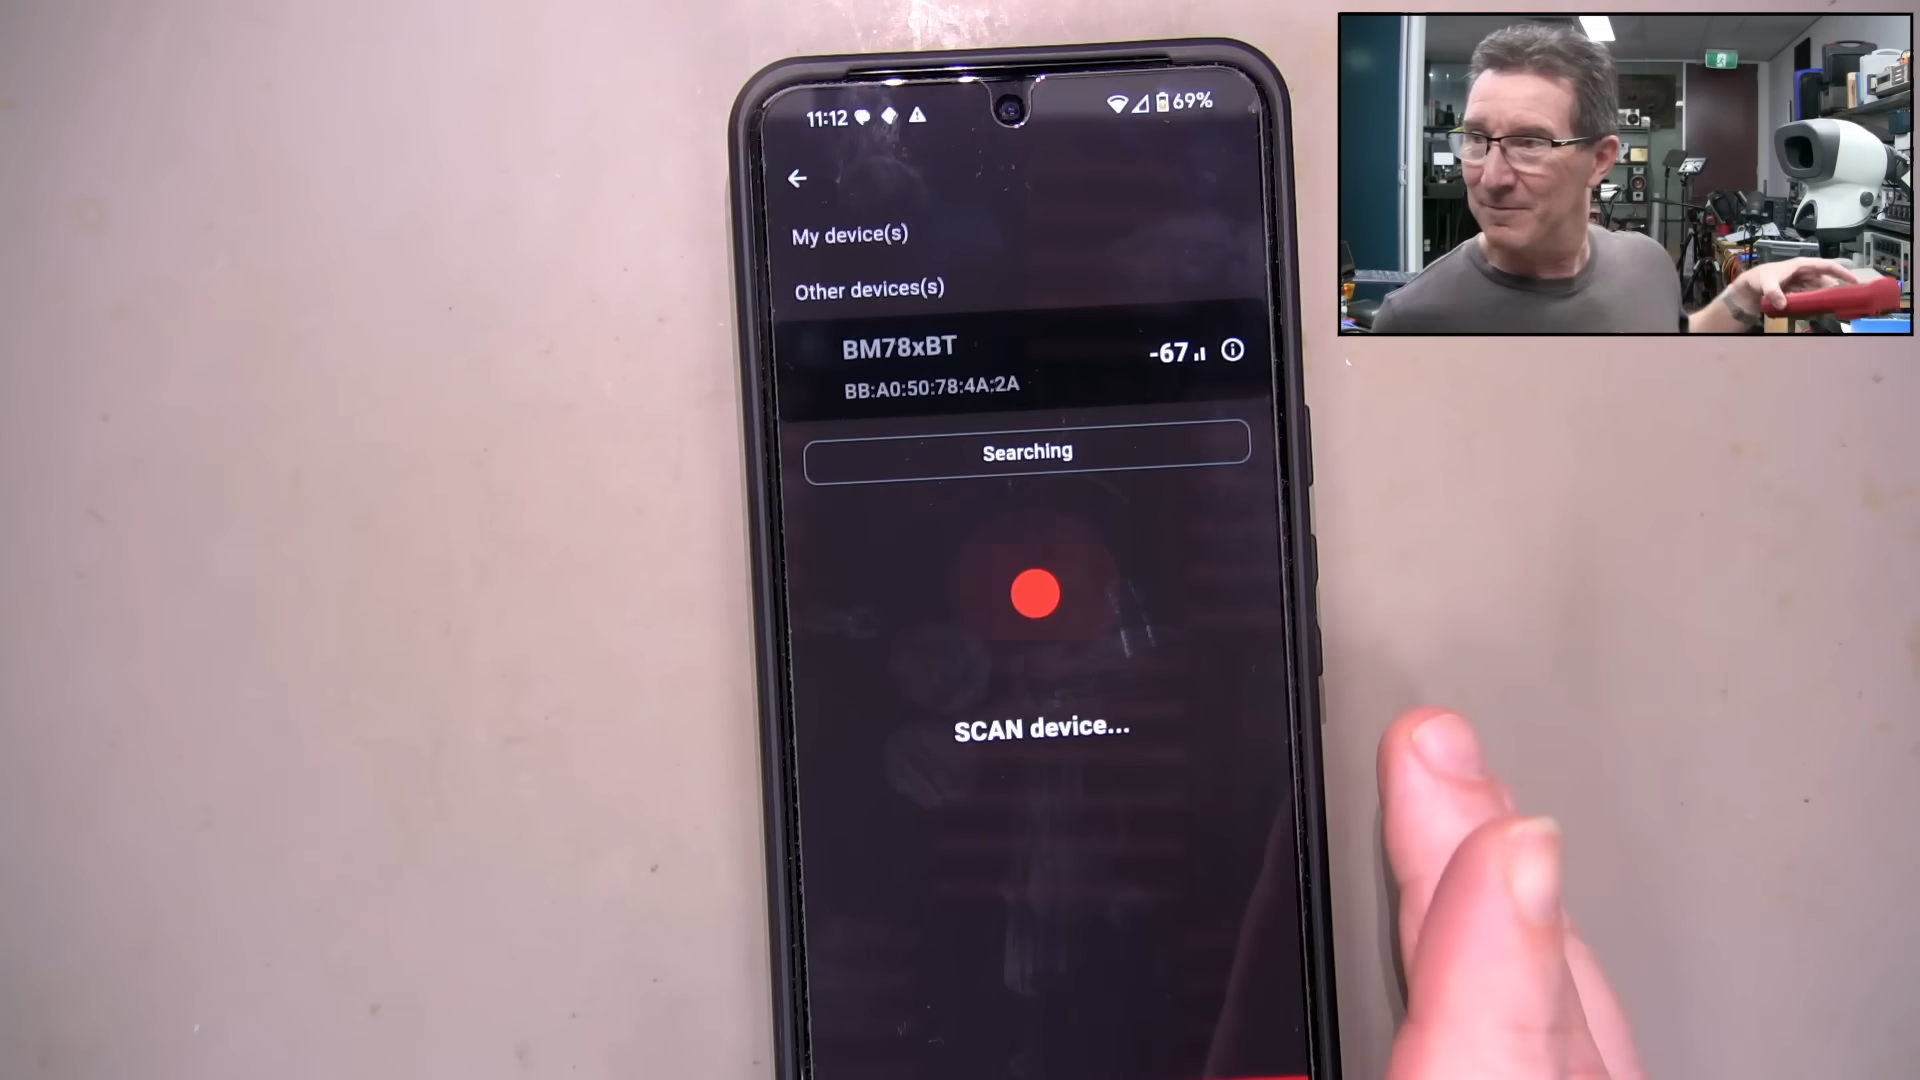 11:12
69%
My device(s)
Other devices(s)
BM78xBT
-67
BB:A0:50:78:4A:2A
Searching
SCAN device...